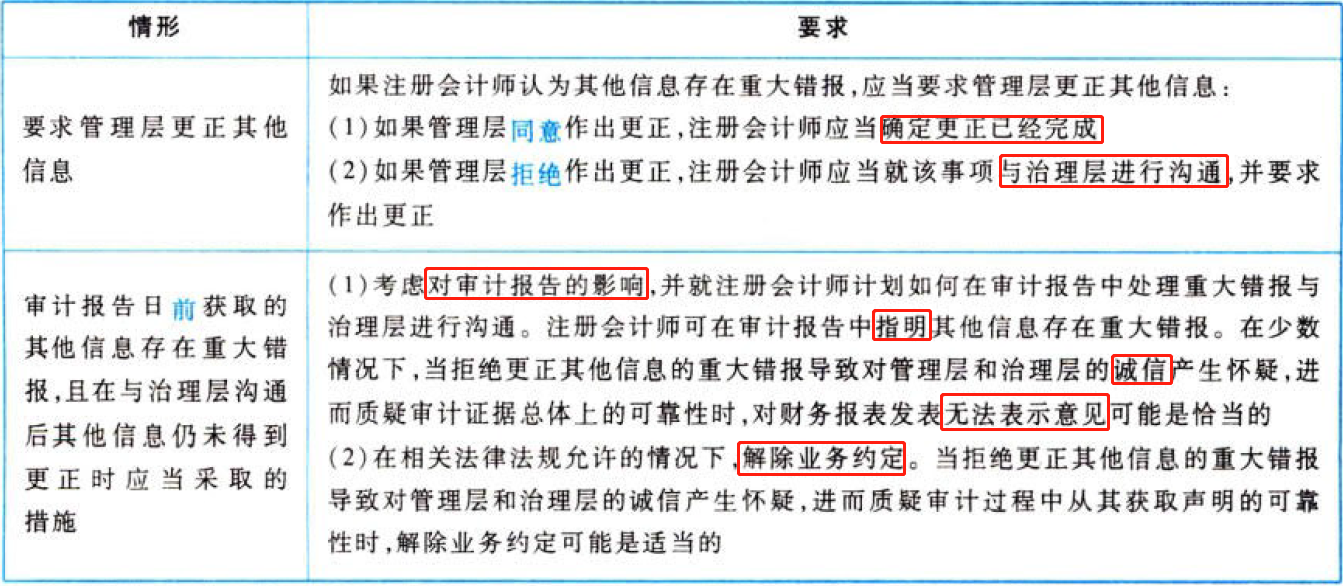 情形
要求
要求管理层更正其他
信息
如果注册会计师认为其他信息存在重大错报,应当要求管理层更正其他信息:
(1)如果管理层同意作出更正,注册会计师应当确定更正已经完成
(2)如果管理层拒绝作出更正,注册会计师应当就该事项与治理层进行沟通,并要求
作出更正
审计报告日前获取的
其他信息存在重大错
报,且在与治理层沟通
后其他信息仍未得到
更正时应当采取的
措施
(1)考虑对审计报告的影响,并就注册会计师计划如何在审计报告中处理重大错报与
治理层进行沟通。注册会计师可在审计报告中指明其他信息存在重大错报。在少数
情况下,当拒绝更正其他信息的重大错报导致对管理层和治理层的诚信产生怀疑,进
而质疑审计证据总体上的可靠性时,对财务报表发表无法表示意见可能是恰当的
(2)在相关法律法规允许的情况下,解除业务约定。当拒绝更正其他信息的重大错报
导致对管理层和治理层的诚信产生怀疑,进而质疑审计过程中从其获取声明的可靠
性时,解除业务约定可能是适当的